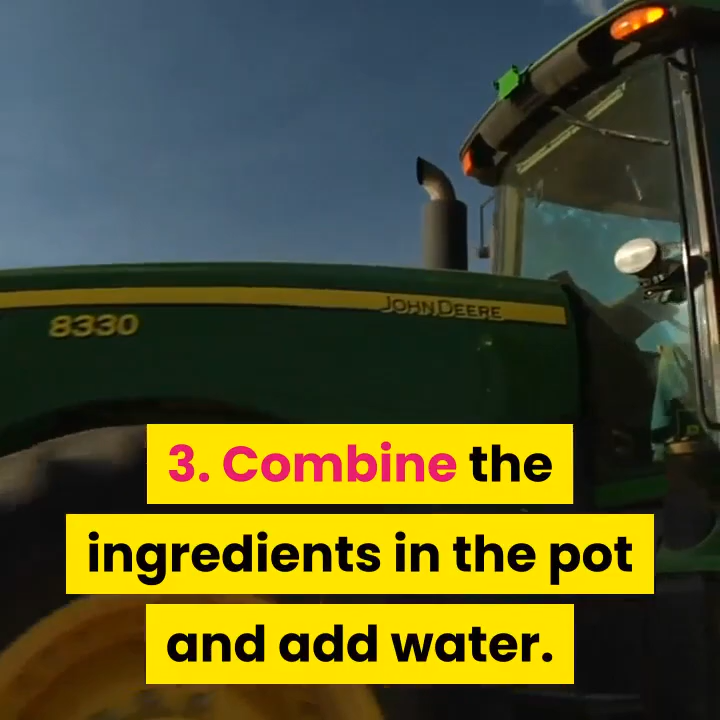 JOHN DEERE
8330
3. Combine the
ingredients in the pot
and add water.